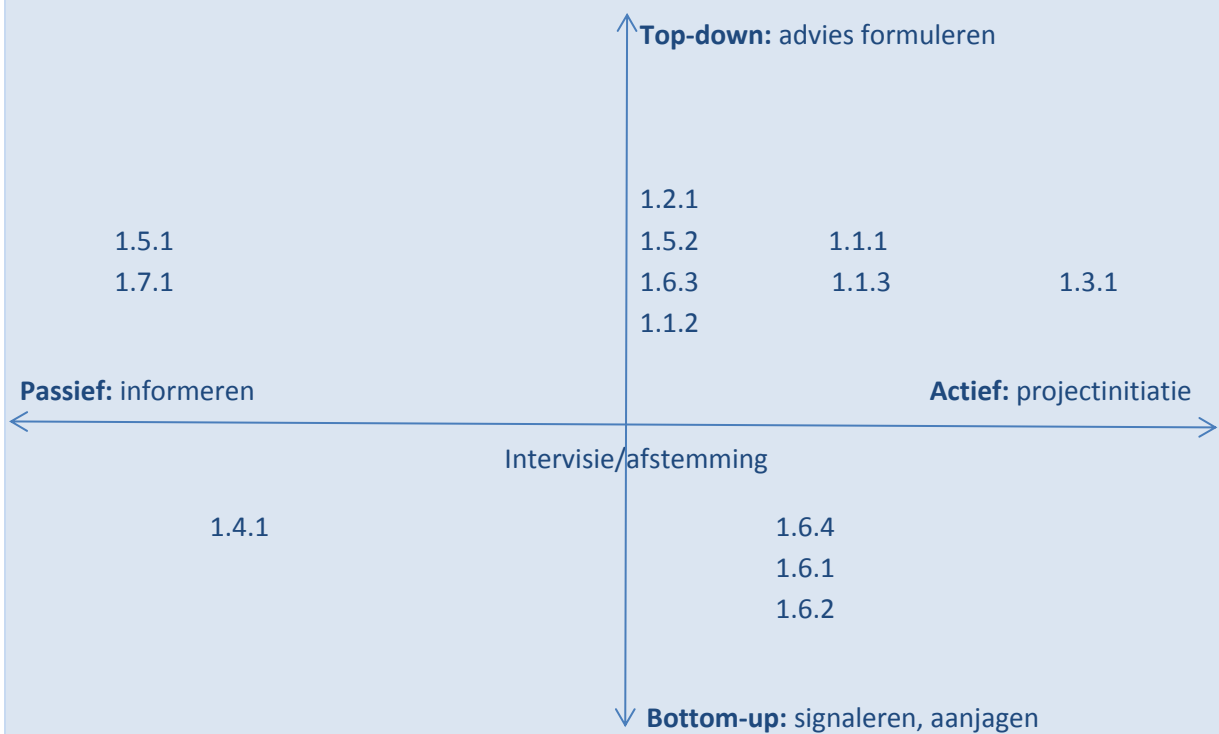 Top-down: advies formuleren
1.2.1
1.5.1 1.5.2 1.1.1
1.7.1 1.6.3 1.1.3 1.3.1
1.1.2
Passief: informeren Actief: projectinitiatie
Intervisie/afstemming
1.4.1 1.6.4
1.6.1
1.6.2
Bottom-up: signaleren, aanjagen